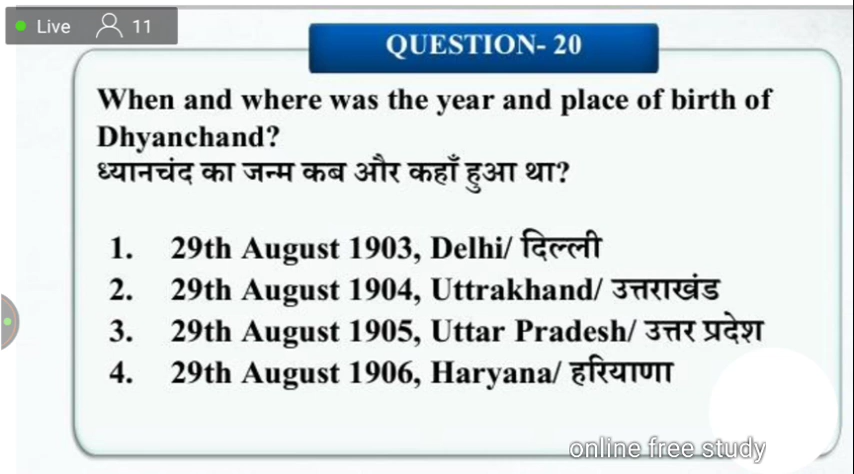 Live 11
QUESTION- 20
When and where was the year and place of birth of
Dhyanchand?
ध्यानचंद का जन्म कब और कहाँ हुआ था?
1. 29th August 1903, Delhi/ दिल्ली
2. 29th August 1904, Uttrakhand/ उत्तराखंड
3. 29th August 1905, Uttar Pradesh/ उत्तर प्रदेश
4. 29th August 1906, Haryana/ हरियाणा
online free study